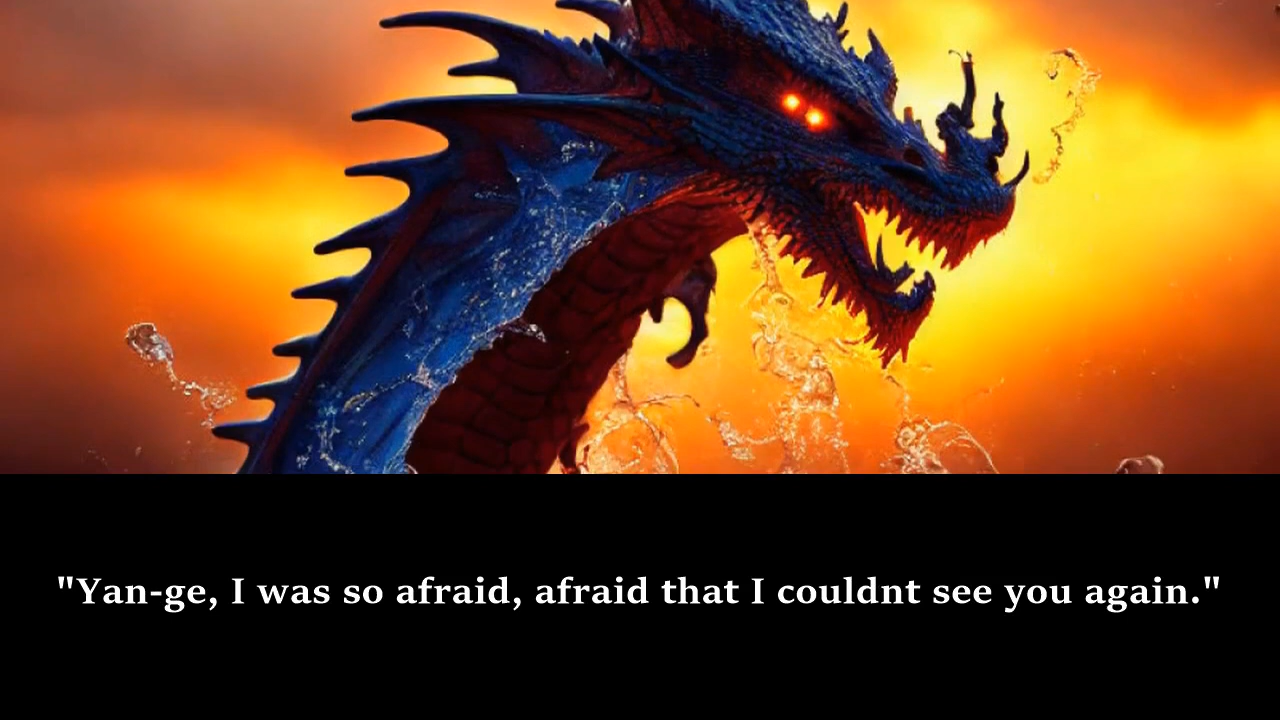 "Yan-ge, I was so afraid, afraid that I couldnt see you again."